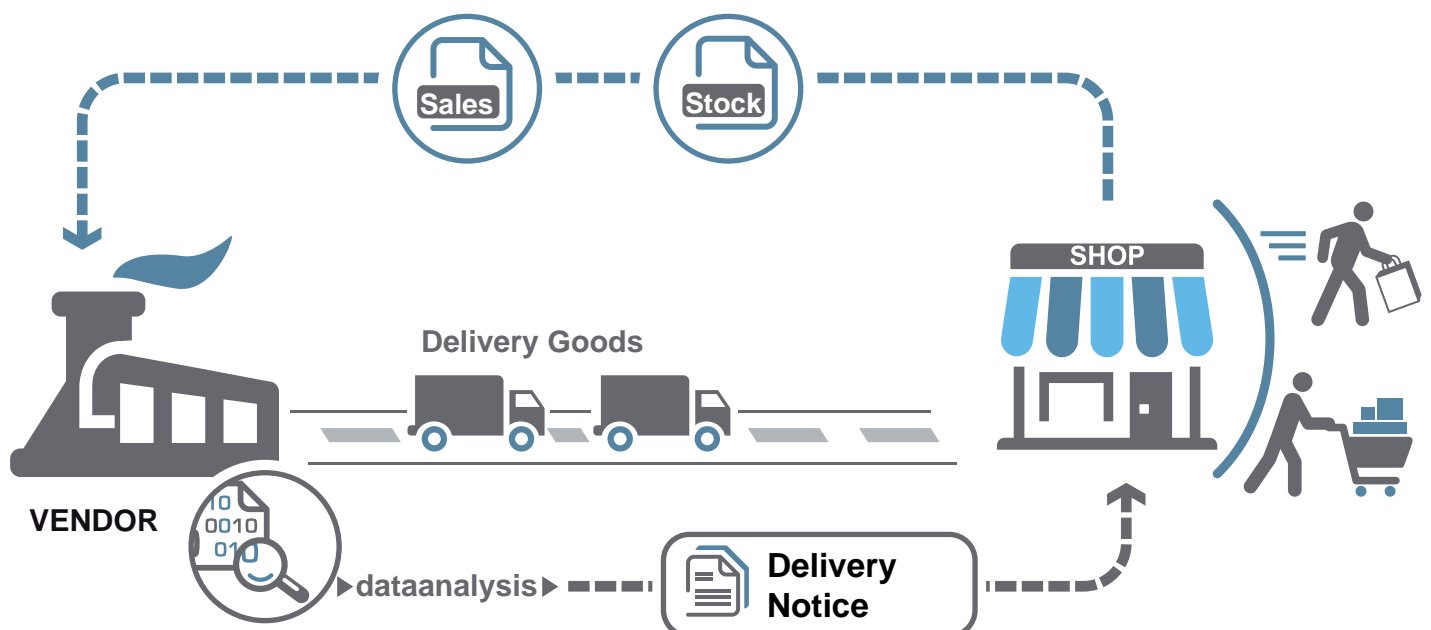 Sales
Stock
SHOP
Delivery Goods
VENDOR
10
0010
010
dataanalysis
Delivery
Notice